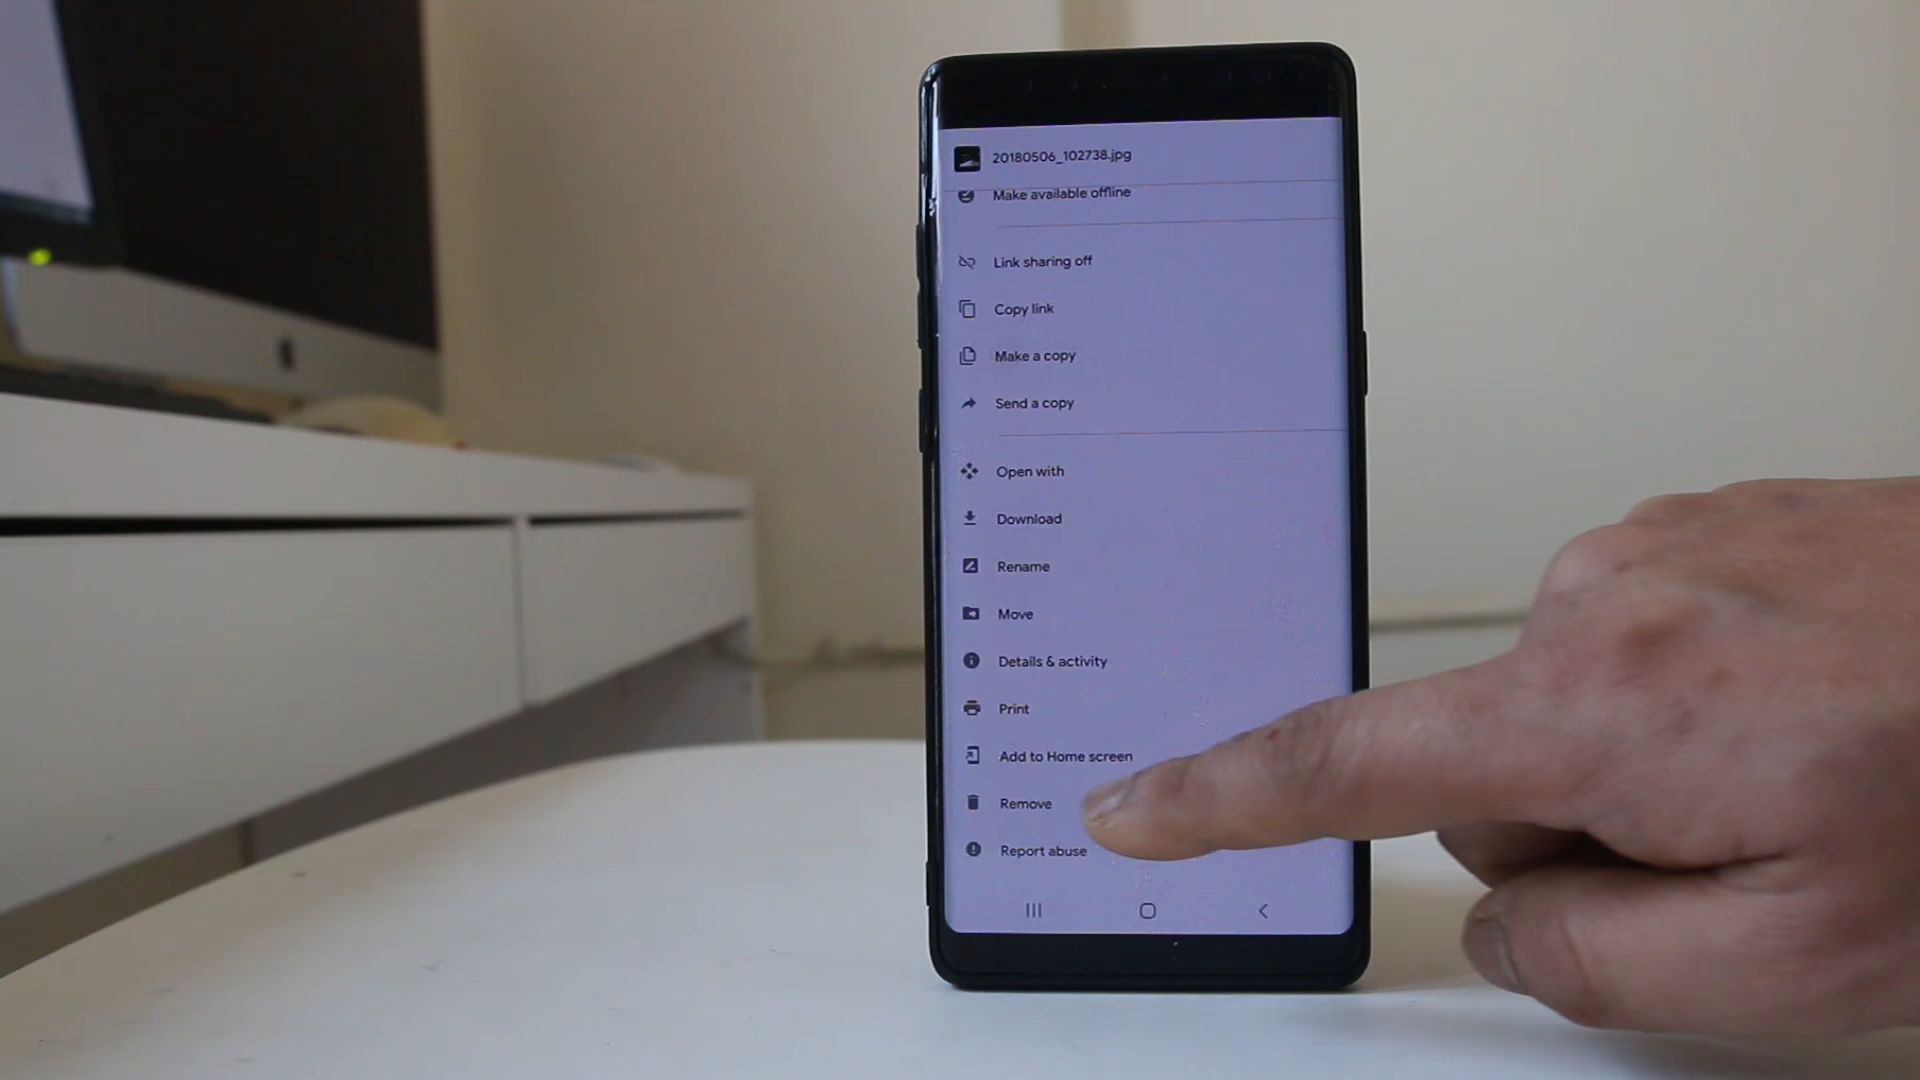 20180506_102738.jpg
Make available offline
Link sharing off
Copy link
Make a copy
Send a copy
Open with
Download
Rename
Move
Details & activity
Print
Add to Home screen
Remove
Report abuse